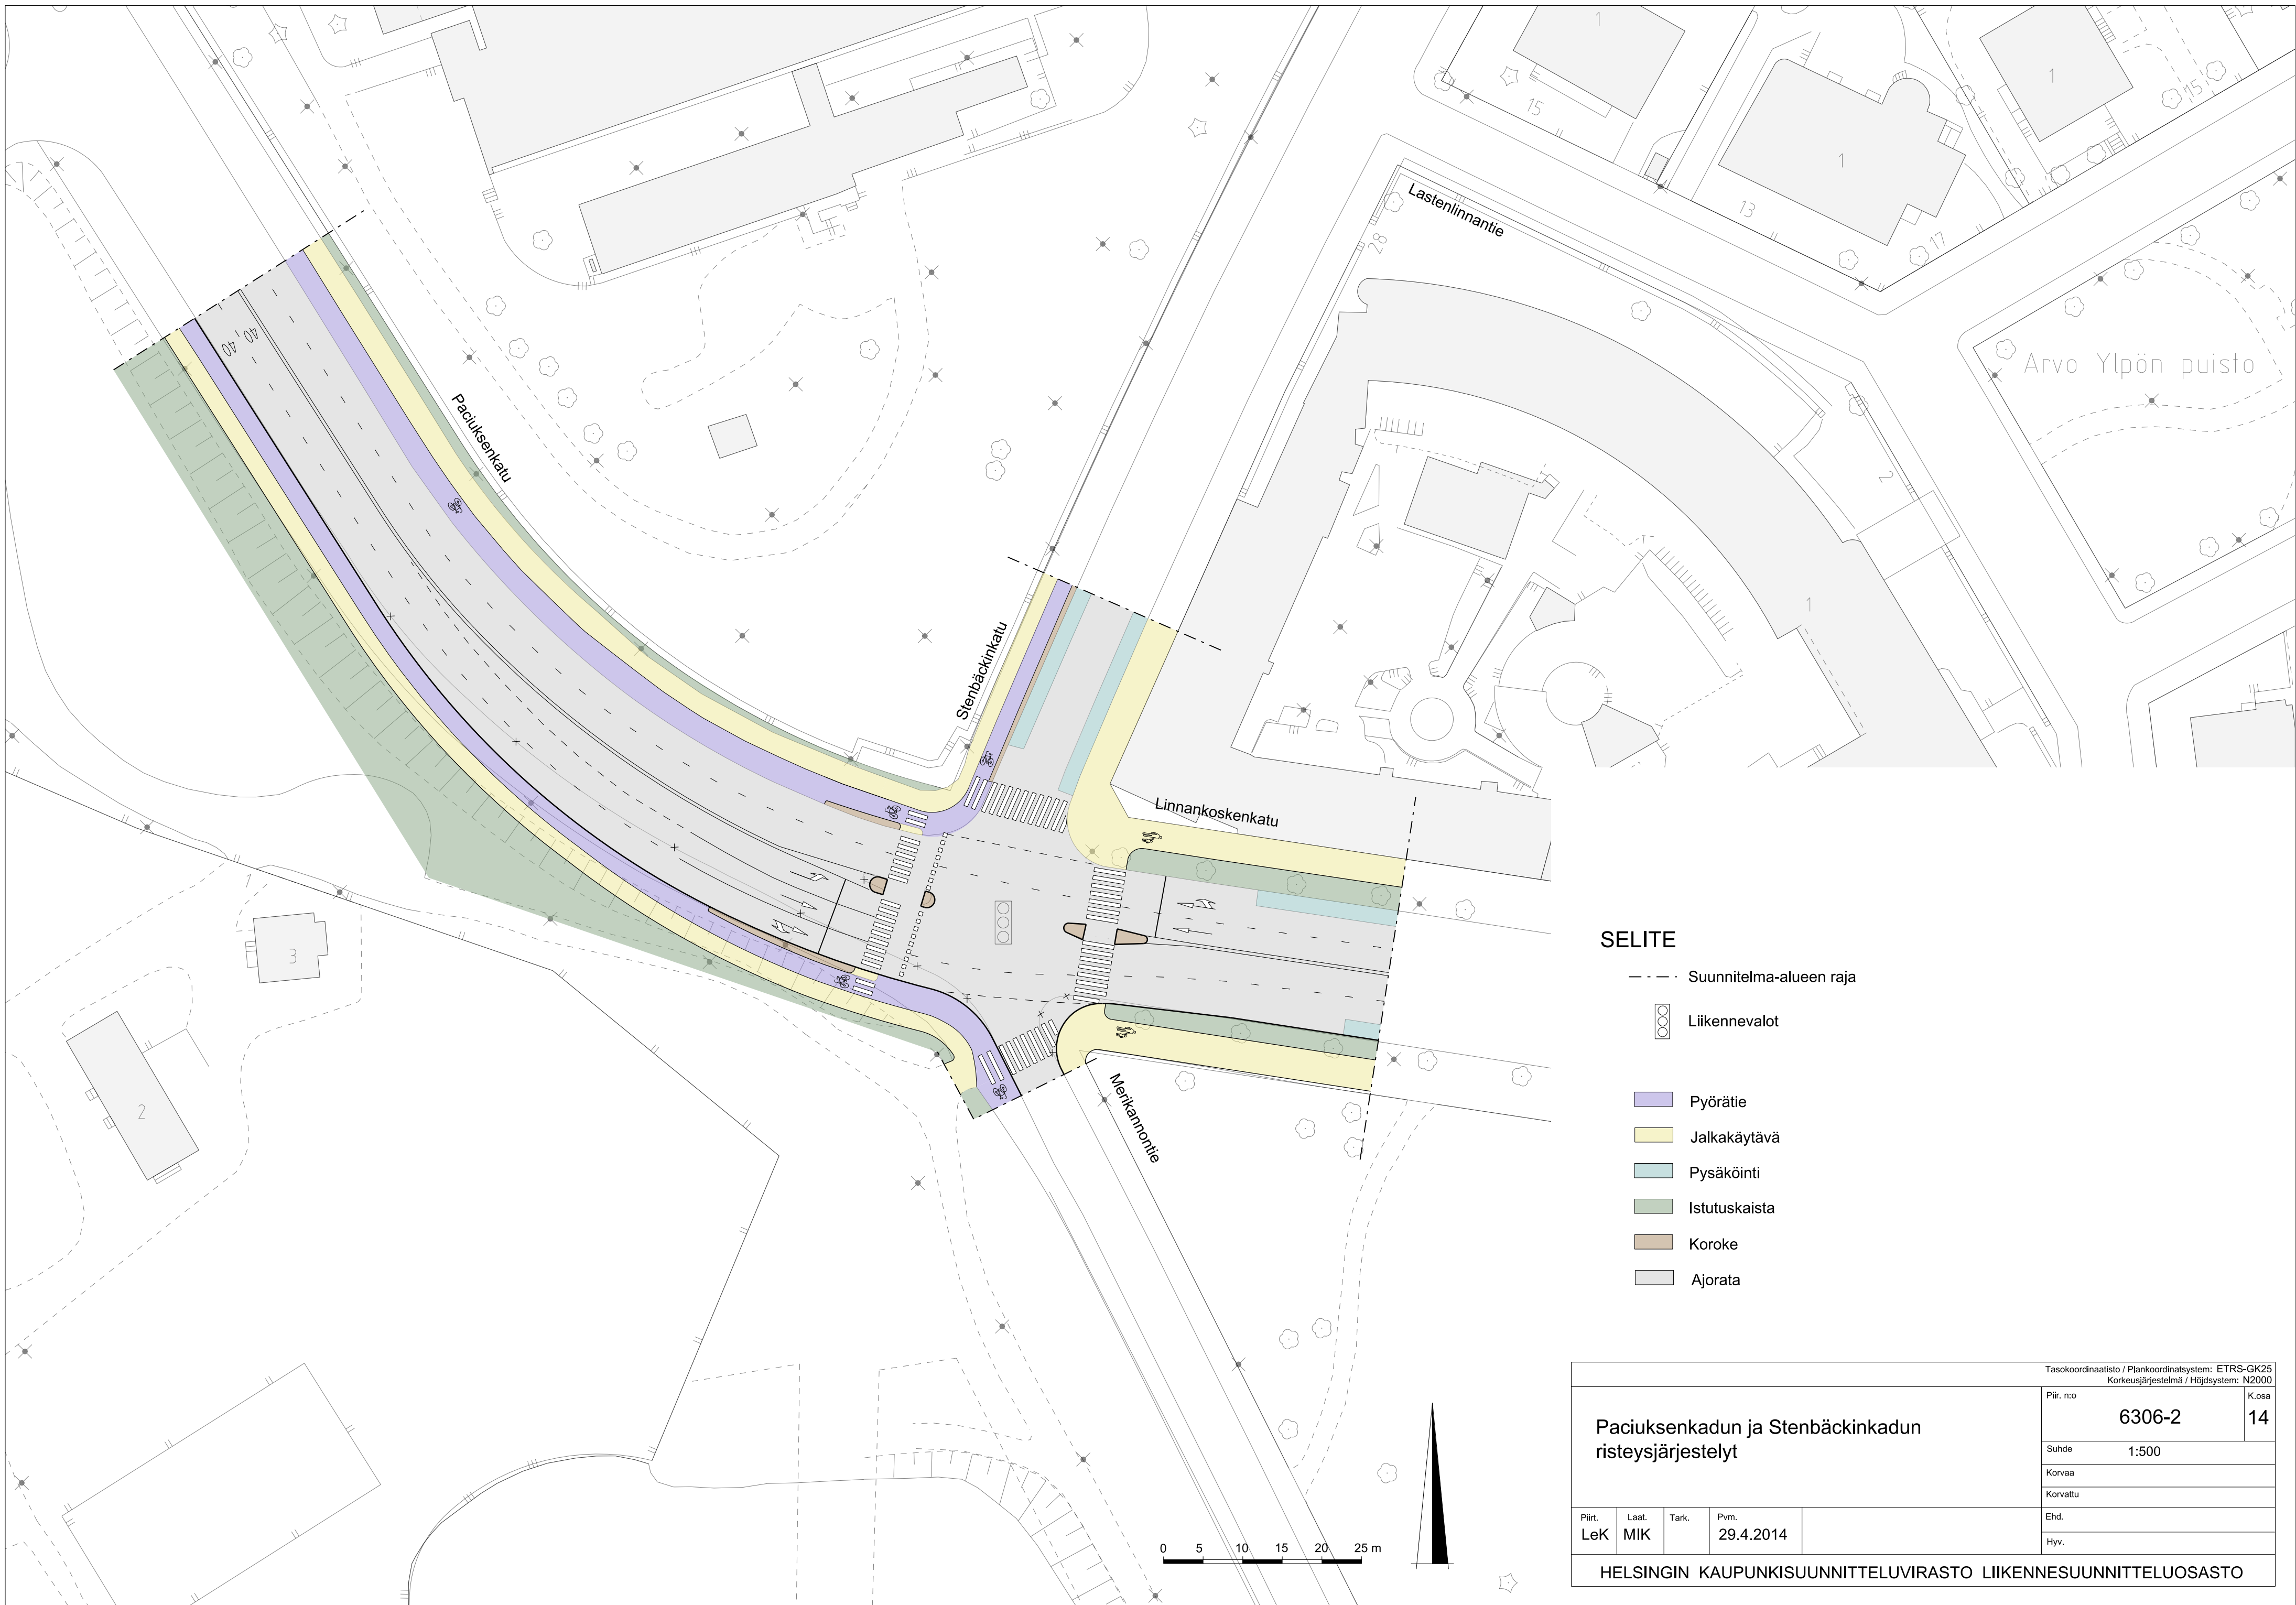 1
1
15
15
1
13
17
Lastenlinnantie
28
Arvo Ylpön puisto
40
40
Paciuksenkatu
2
1
Stenbäckinkatu
Linnankoskenkatu
1
3
2
Merikannontie
SELITE
Suunnitelma-alueen raja
Liikennevalot
Pyörätie
Jalkakäytävä
Pysäköinti
Istutuskaista
Koroke
Ajorata
0 5 10 15 20 25 m
Tasokoordinaatisto / Plankoordinatsystem: ETRS-GK25
Korkeusjärjestelmä / Höjdsystem: N2000
Paciuksenkadun ja Stenbäckinkadun
risteysjärjestelyt
Piir. n:o
6306-2
K.osa
14
Suhde 1:500
Korvaa
Korvattu
Piirt. Laat. Tark. Pvm.
LeK MIK 29.4.2014
Ehd.
Hyv.
HELSINGIN KAUPUNKISUUNNITTELUVIRASTO LIIKENNESUUNNITTELUOSASTO